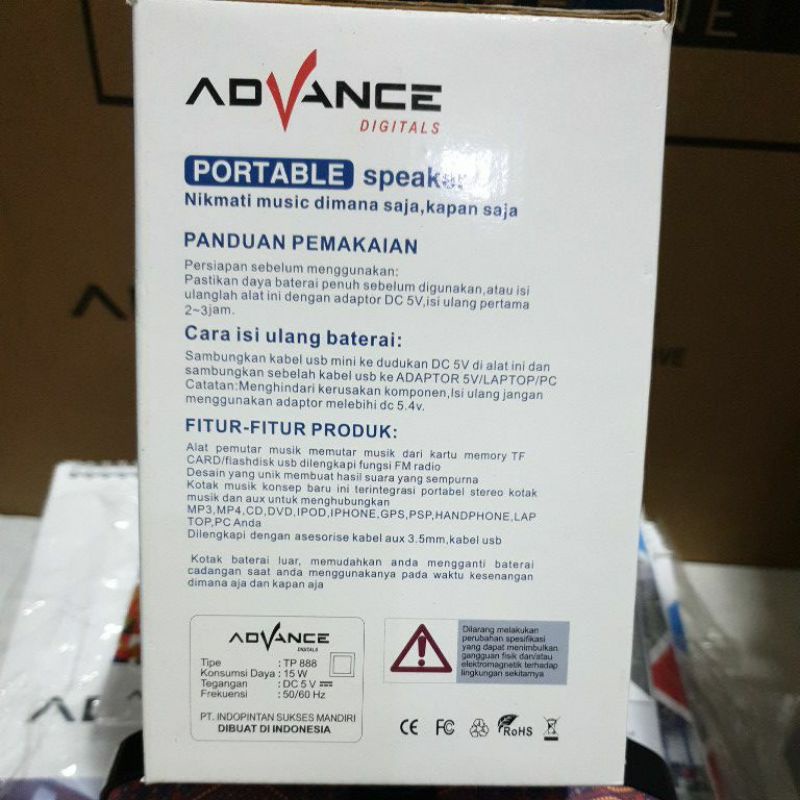 ADVANCE
DIGITALS
PORTABLE speaker
Nikmati music dimana saja,kapan saja
PANDUAN PEMAKAIAN
Persiapan sebelum menggunakan:
Pastikan daya baterai penuh sebelum digunakan,atau isi
ulanglah alat ini dengan adaptor DC 5V,isi ulang pertama
2~3jam.
Cara isi ulang baterai:
Sambungkan kabel usb mini ke dudukan DC 5V di alat ini dan
sambungkan sebelah kabel usb ke ADAPTOR 5V/LAPTOP/PC
Catatan:Menghindari kerusakan komponen,Isi ulang jangan
menggunakan adaptor melebihi dc 5.4v.
FITUR-FITUR PRODUK:
Alat pemutar musik memutar musik dari kartu memory TF
CARD/flashdisk usb dilengkapi fungsi FM radio
Desain yang unik membuat hasil suara yang sempurna
Kotak musik konsep baru ini terintegrasi portabel stereo kotak
musik dan aux untuk menghubungkan
MP3,MP4,CD,DVD,IPOD,IPHONE,GPS,PSP,HANDPHONE,LAP
TOP,PC Anda
Dilengkapi dengan asesorise kabel aux 3.5mm,kabel usb
Kotak baterai luar, memudahkan anda mengganti baterai
cadangan saat anda menggunakanya pada waktu kesenangan
dimana aja dan kapan aja
ADVANCE
DIGITALS
Tipe : TP 888
Konsumsi Daya : 15 W
Tegangan : DC 5 V
Frekuensi : 50/60 Hz
PT. INDOPINTAN SUKSES MANDIRI
DIBUAT DI INDONESIA
Dilarang melakukan
perubahan spesifikasi
yang dapat menimbulkan
gangguan fisik dan/atau
elektromagnetik terhadap
lingkungan sekitarnya
CE FC RoHS